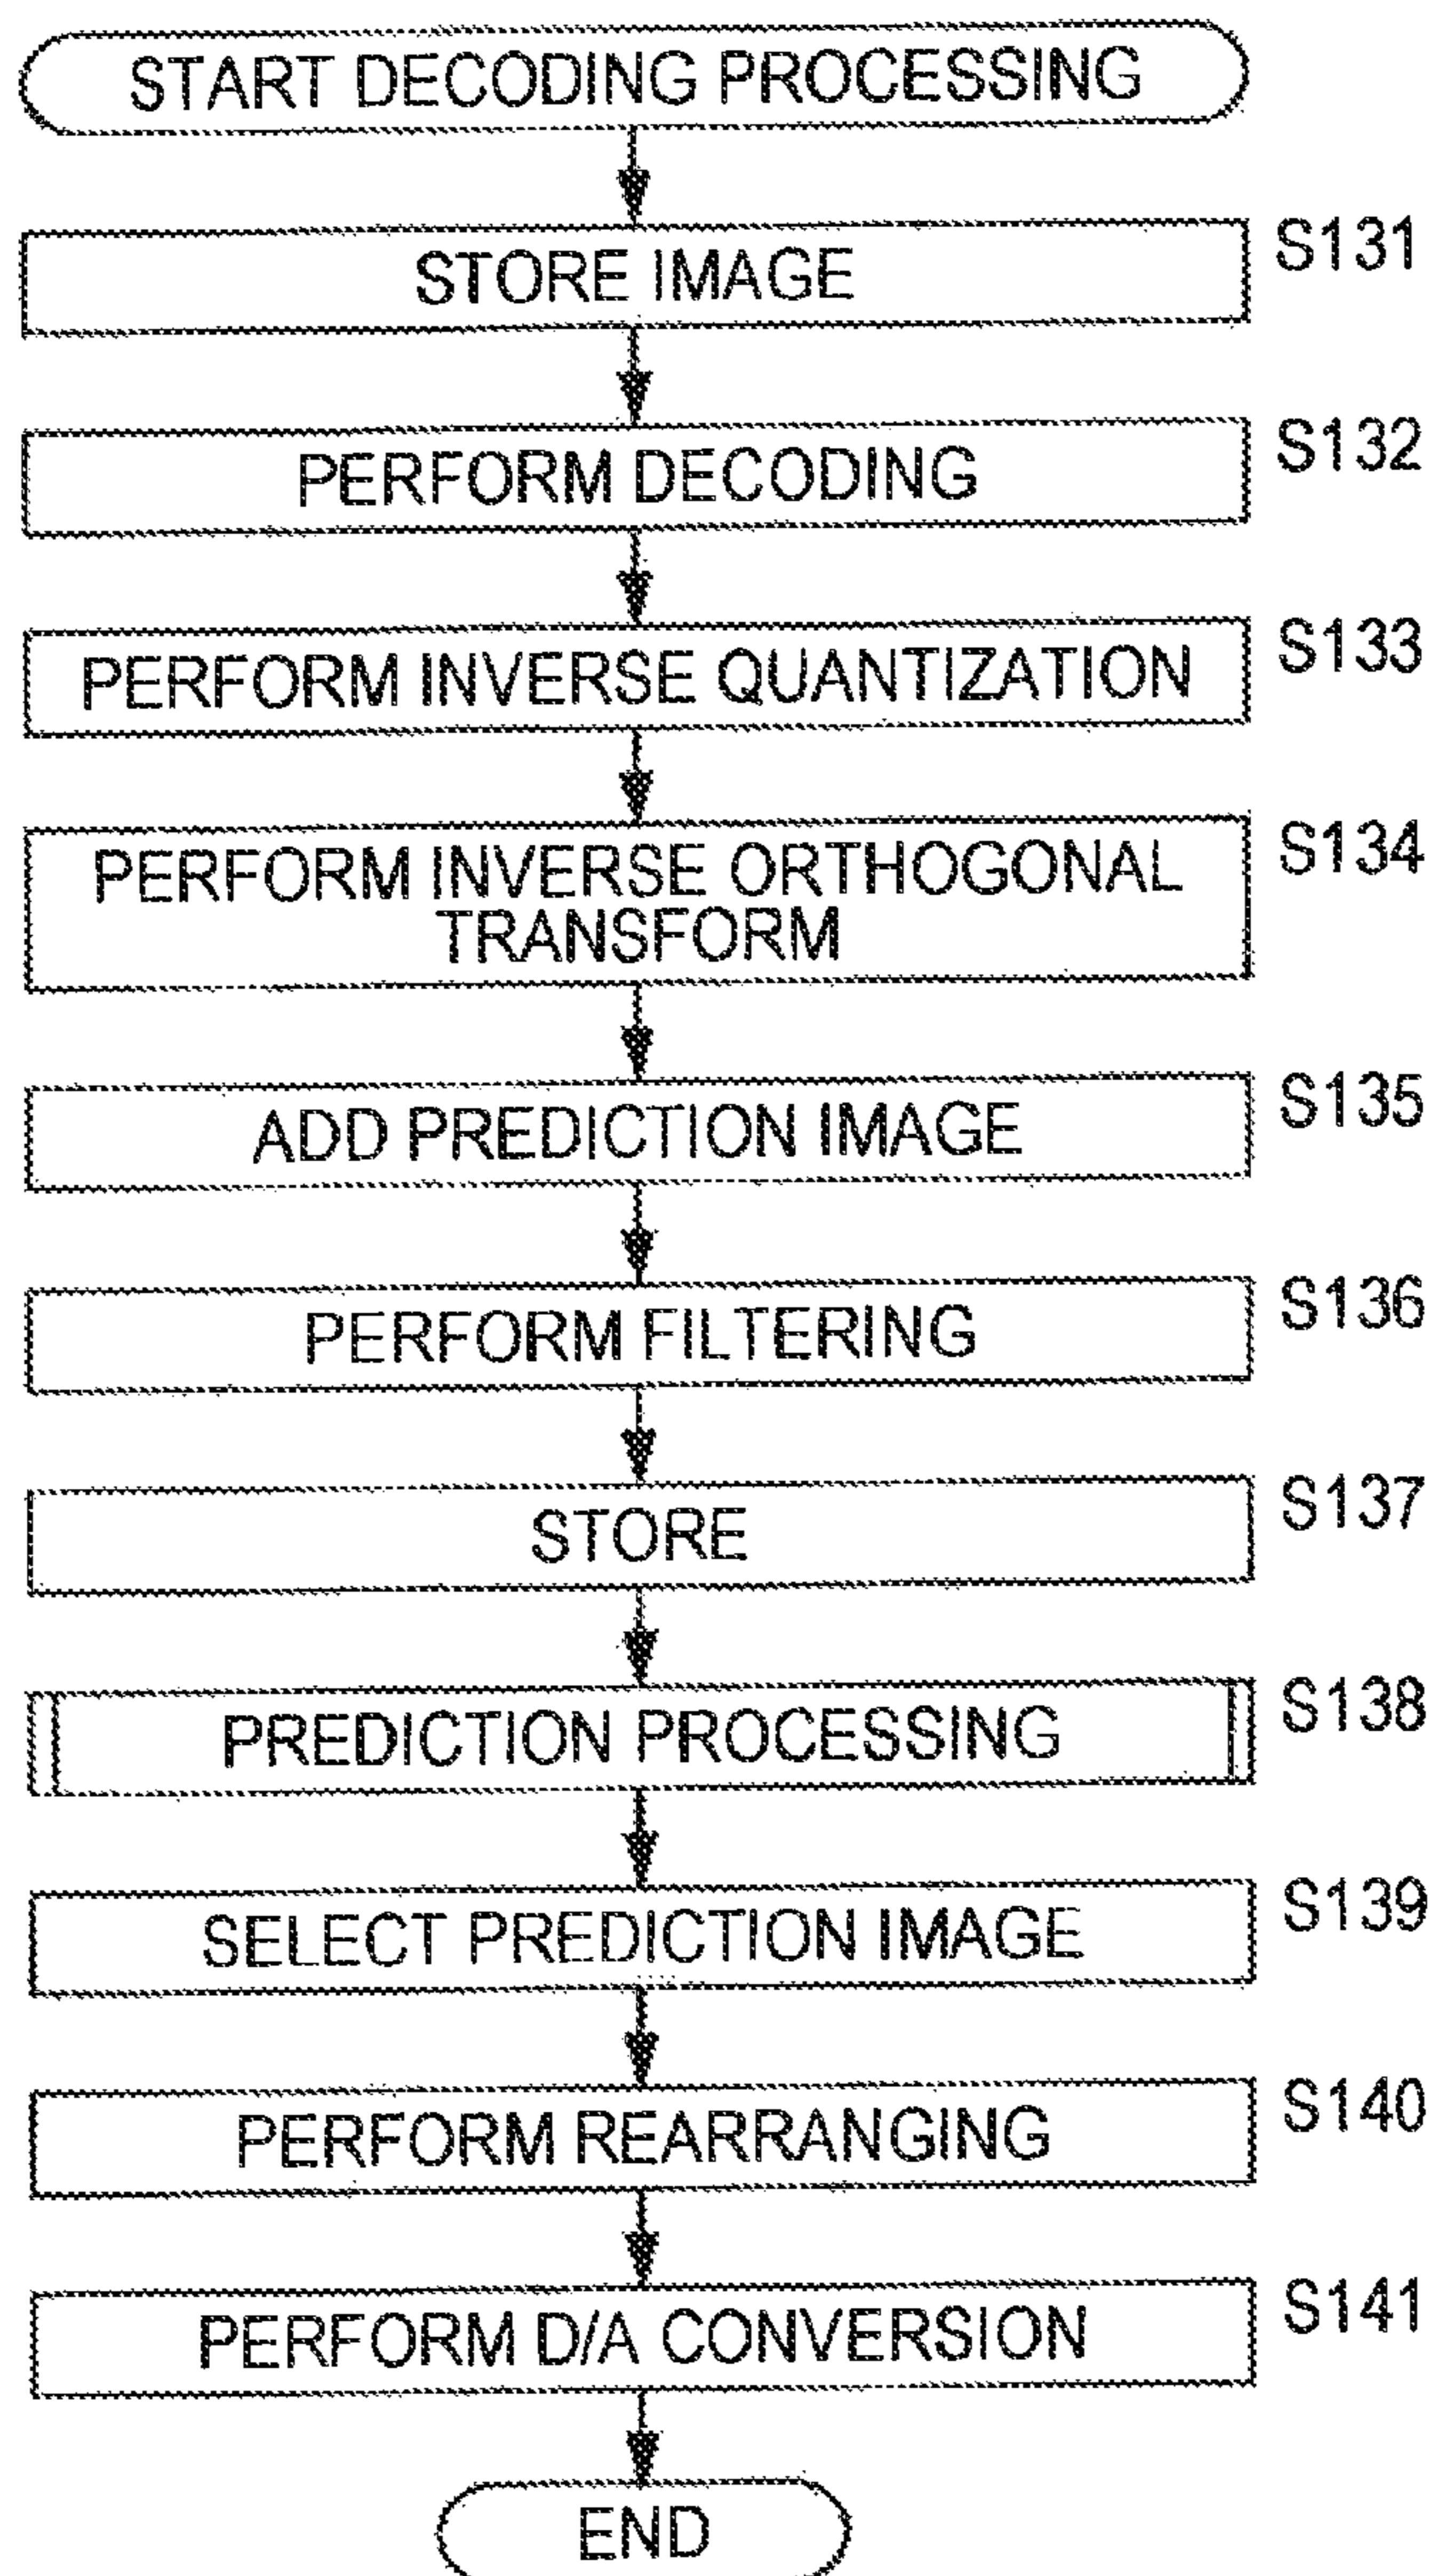 START DECODING PROCESSING
STORE IMAGE S131
PERFORM DECODING S132
PERFORM INVERSE QUANTIZATION S133
PERFORM INVERSE ORTHOGONAL S134
TRANSFORM
ADD PREDICTION IMAGE S135
PERFORM FILTERING S136
STORE S137
PREDICTION PROCESSING S138
SELECT PREDICTION IMAGE S139
PERFORM REARRANGING S140
PERFORM D/A CONVERSION S141
END